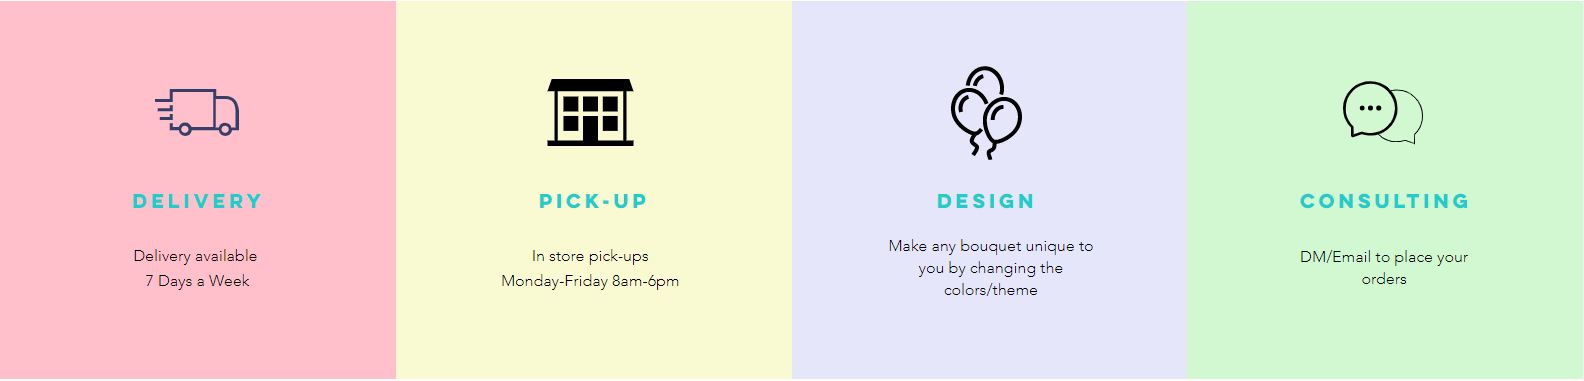 DELIVERY
Delivery available
7 Days a Week
PICK-UP
In store pick-ups
Monday-Friday 8am-6pm
DESIGN
Make any bouquet unique to
you by changing the
colors/theme
CONSULTING
DM/Email to place your
orders